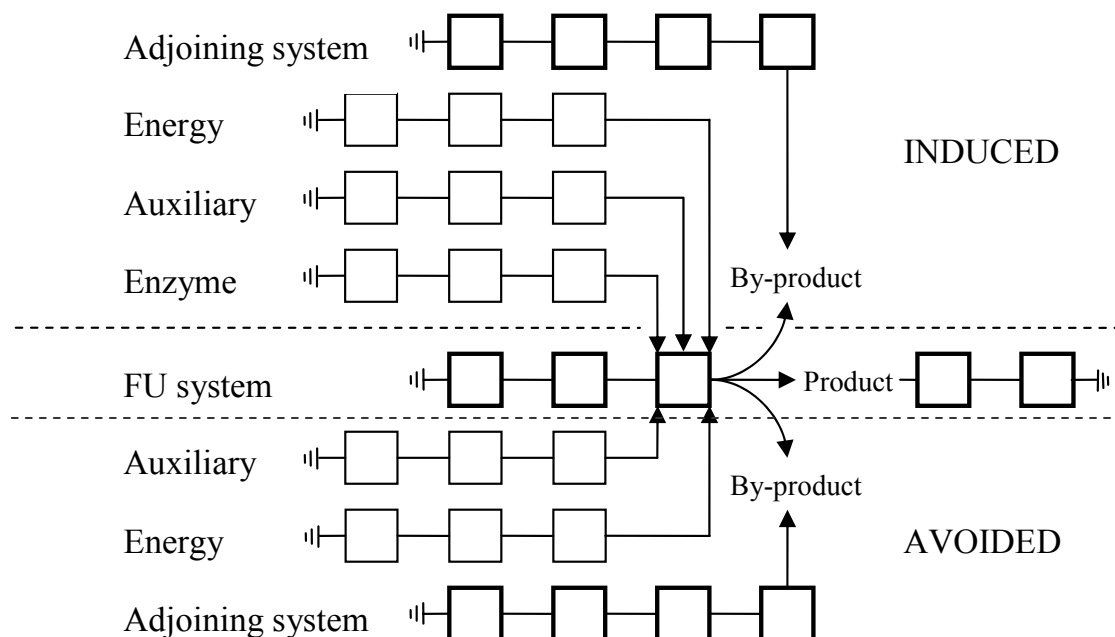 Adjoining system
Energy
INDUCED
Auxiliary
Enzyme
By-product
FU system
Product
Auxiliary
By-product
Energy
AVOIDED
Adjoining system